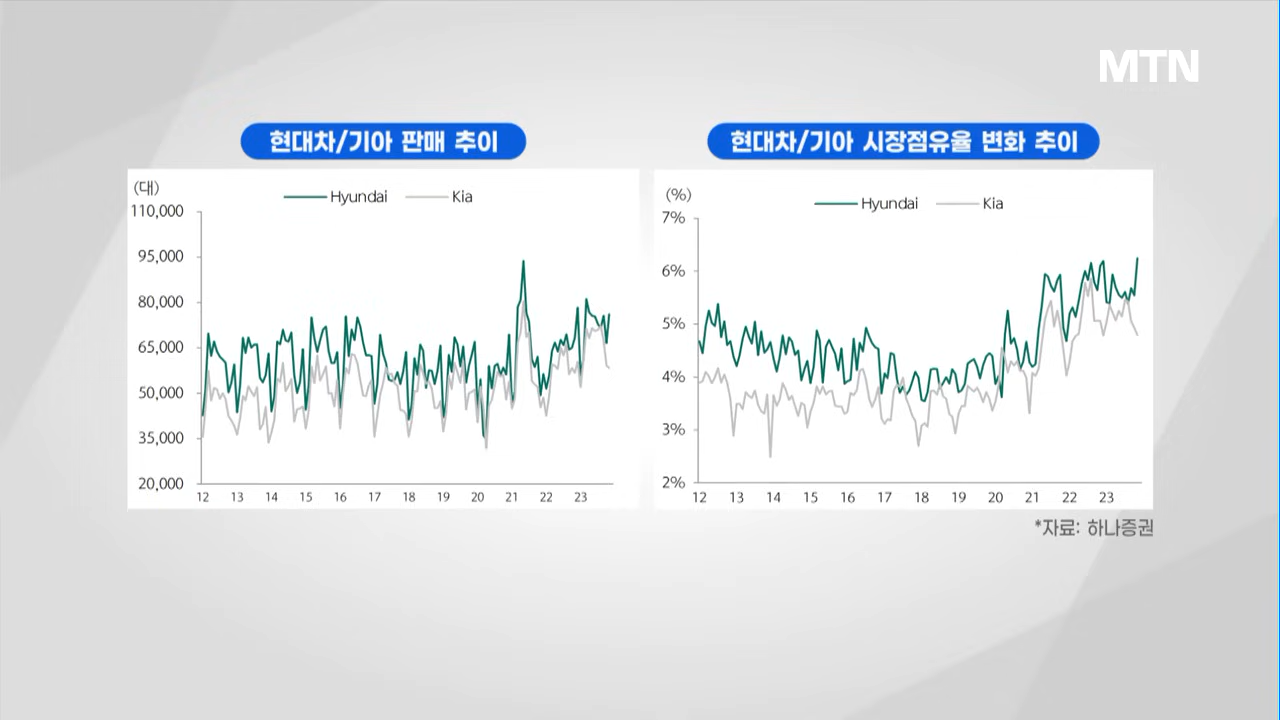 MTN
현대차/기아 판매 추이
(대)
Hyundai Kia
110,000
95,000
80,000
65,000
50,000
35,000
20,000
12 13 14 15 16 17 18 19 20 21 22 23
현대차/기아 시장점유율 변화 추이
(%)
Hyundai Kia
7%
6%
5%
4%
3%
2%
12 13 14 15 16 17 18 19 20 21 22 23
*자료: 하나증권